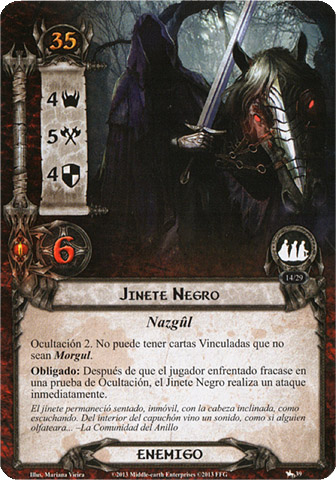 35
4
5
4
6
14/29
Jinete Negro
Nazgûl
Ocultación 2. No puede tener cartas Vinculadas que no
sean Morgul.
Obligado: Después de que el jugador enfrentado fracase en
una prueba de Ocultación, el Jinete Negro realiza un ataque
inmediatamente.
El jinete permaneció sentado, inmóvil, con la cabeza inclinada, como
escuchando. Del interior del capuchón vino un sonido, como si alguien
olfateara... –La Comunidad del Anillo
ENEMIGO
Illus. Mariana Vieira
©2013 Middle-earth Enterprises ©2013 FFG
39